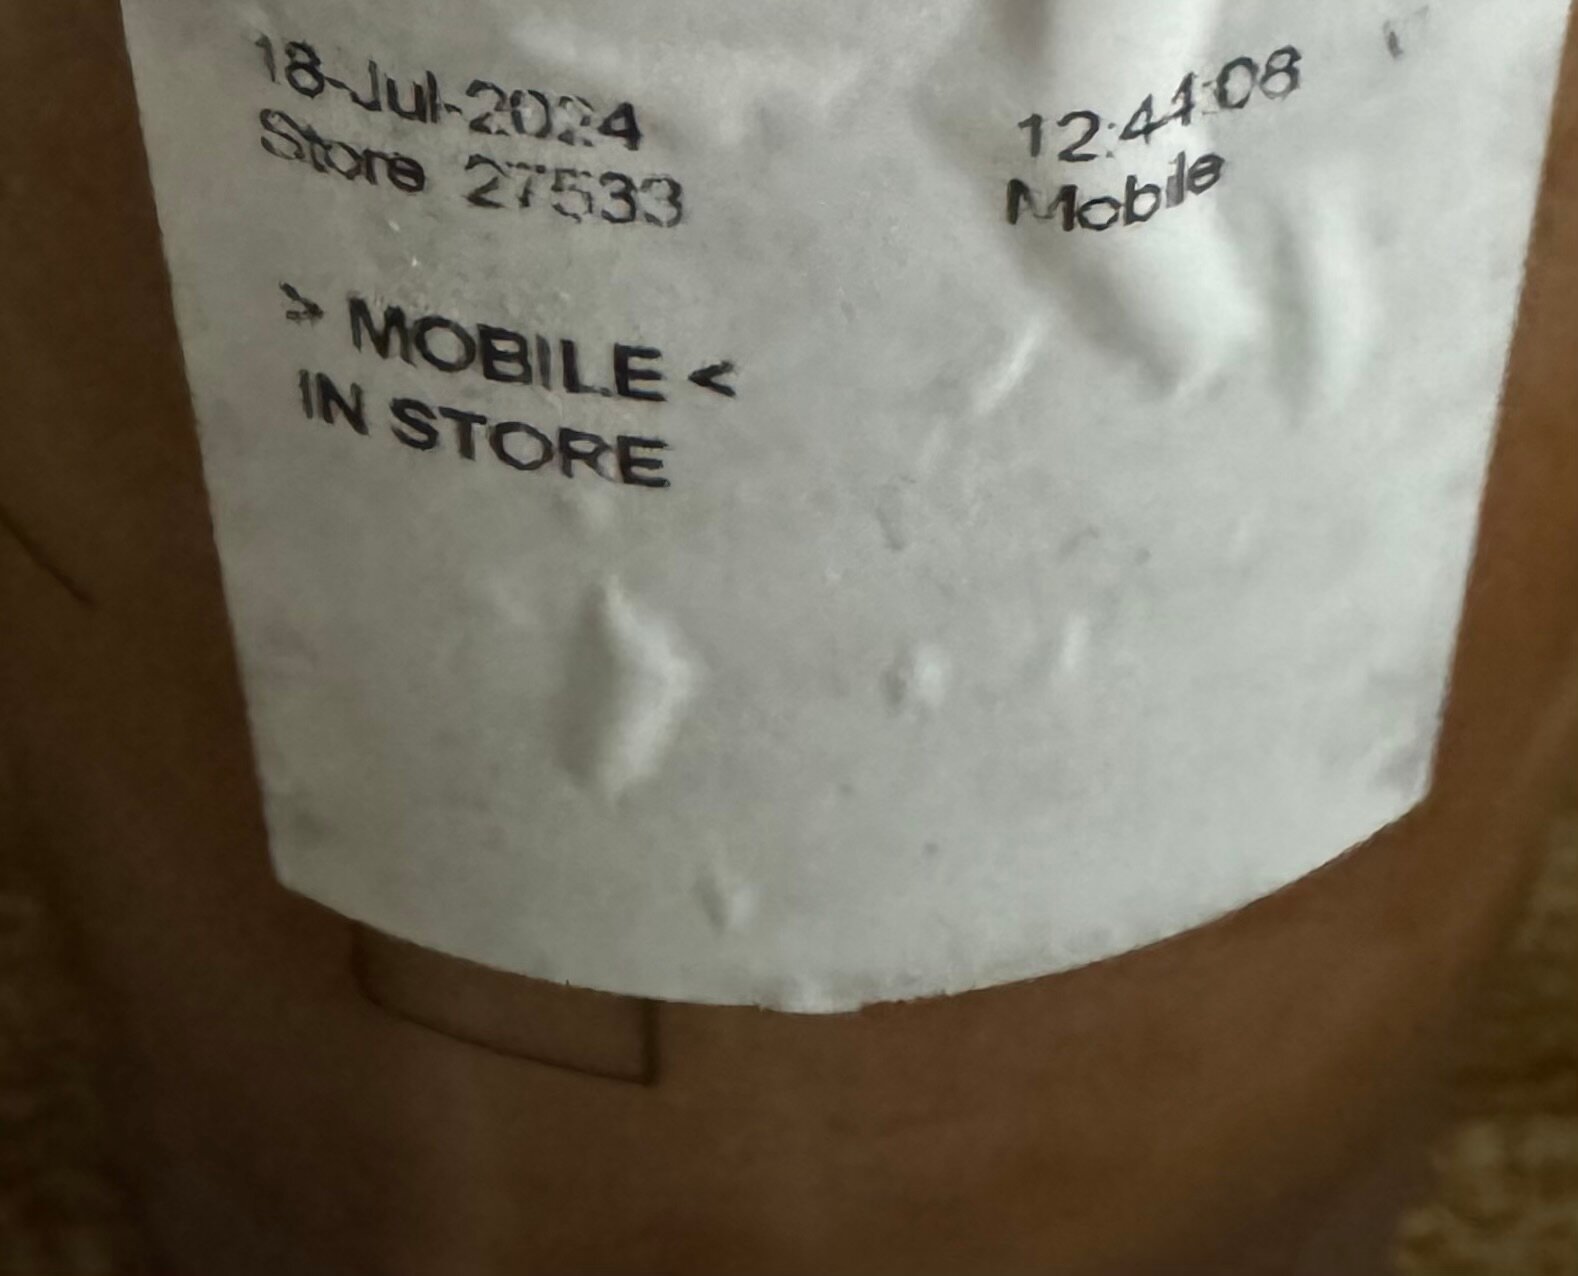 18-Jul-2024 12:44:08
Store 27533 Mobile
> MOBILE <
IN STORE